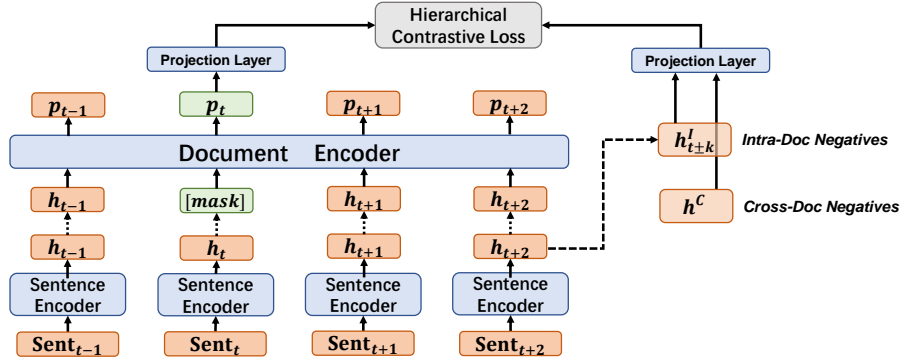 Hierarchical
Contrastive Loss
Projection Layer
Projection Layer
p_{t-1}
p_t
p_{t+1}
p_{t+2}
Document Encoder
h^I_{t±k}
Intra-Doc Negatives
h_{t-1}
[mask]
h_{t+1}
h_{t+2}
h^C
Cross-Doc Negatives
h_{t-1}
h_t
h_{t+1}
h_{t+2}
Sentence
Encoder
Sentence
Encoder
Sentence
Encoder
Sentence
Encoder
Sent_{t-1}
Sent_t
Sent_{t+1}
Sent_{t+2}